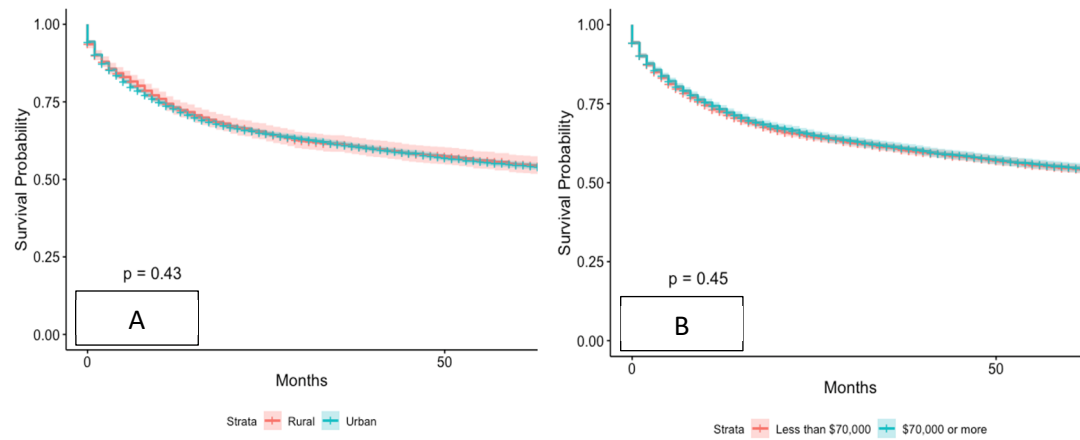 1.00
0.75
0.50
0.25
0.00
Survival Probability
p = 0.43
A
0
50
Months
Strata Rural Urban
1.00
0.75
0.50
0.25
0.00
Survival Probability
p = 0.45
B
0
50
Months
Strata Less than $70,000 $70,000 or more